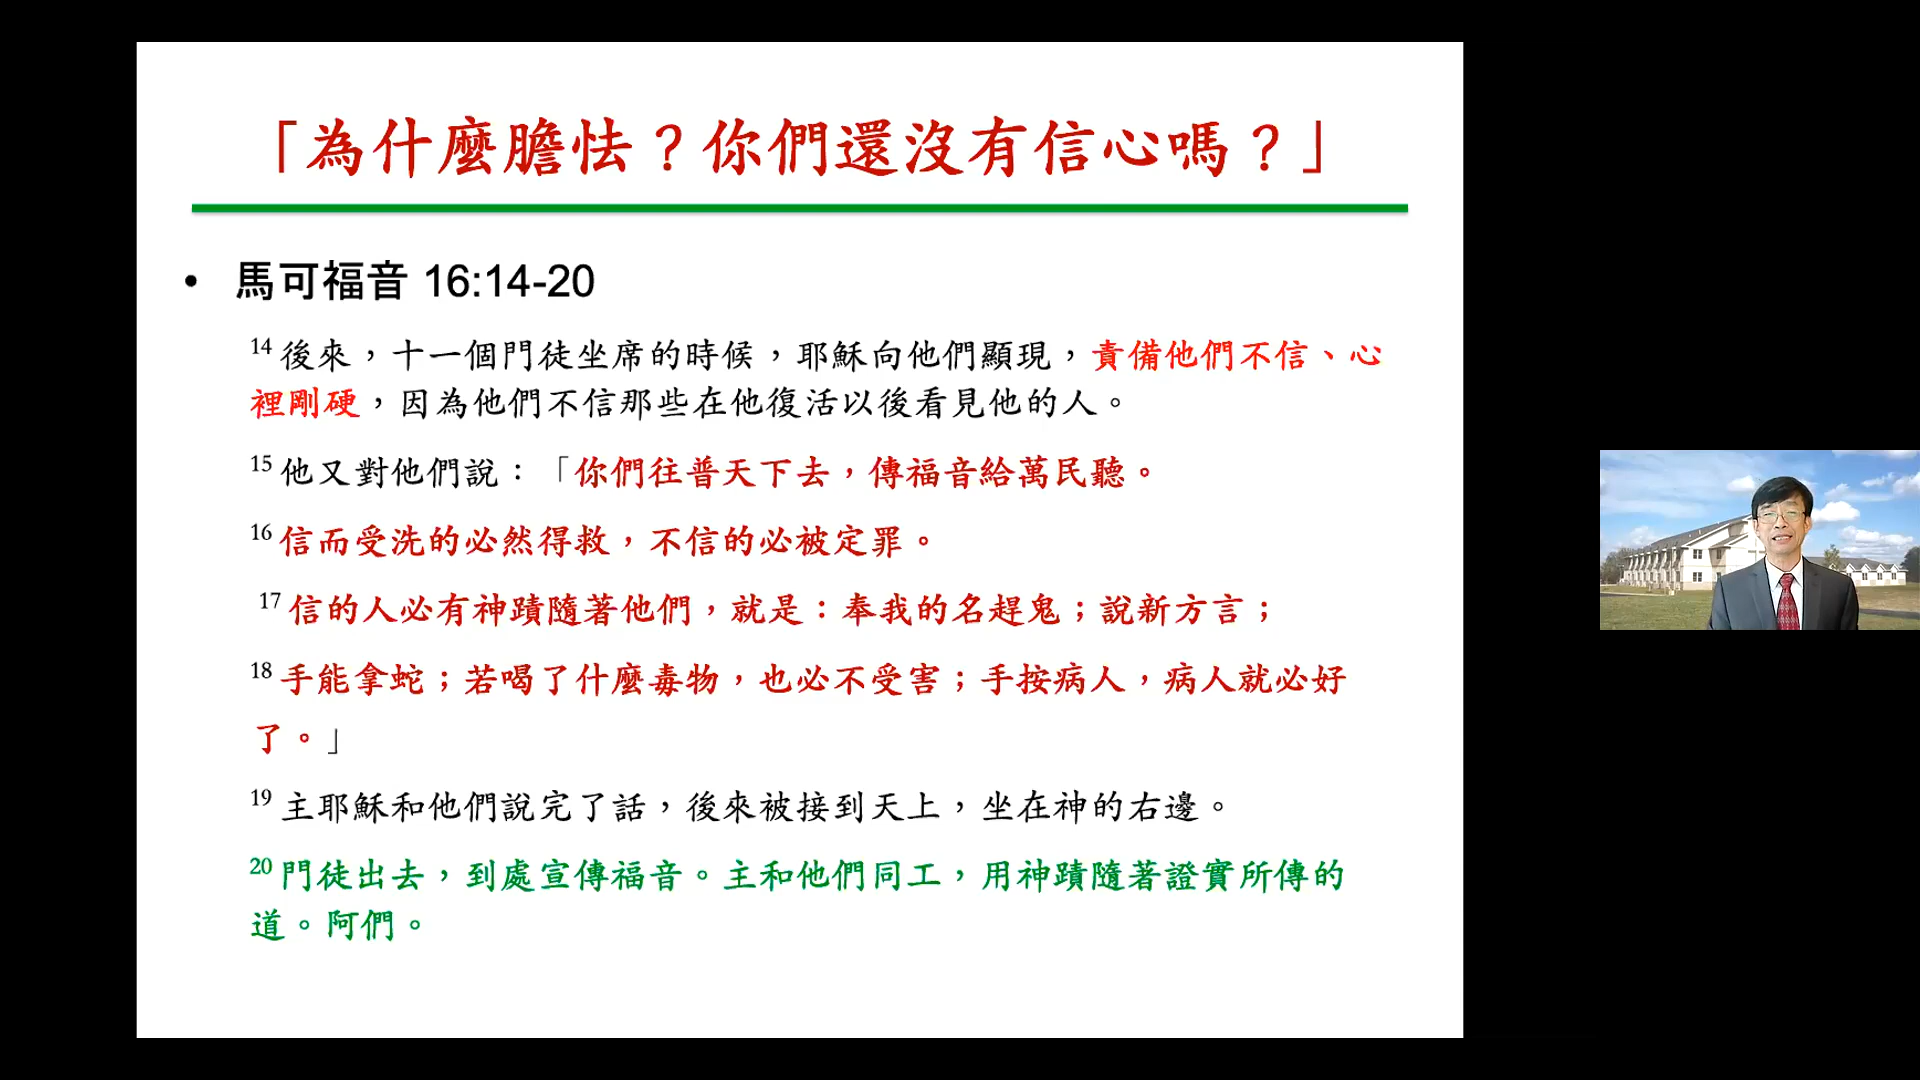 「為什麼膽怯？你們還沒有信心嗎？」
• 馬可福音 16:14-20
14 後來，十一個門徒坐席的時候，耶穌向他們顯現，責備他們不信、心
裡剛硬，因為他們不信那些在他復活以後看見他的人。
15 他又對他們說：「你們往普天下去，傳福音給萬民聽。
16 信而受洗的必然得救，不信的必被定罪。
17 信的人必有神蹟隨著他們，就是：奉我的名趕鬼；說新方言；
18 手能拿蛇；若喝了什麼毒物，也必不受害；手按病人，病人就必好
了。」
19 主耶穌和他們說完了話，後來被接到天上，坐在神的右邊。
20 門徒出去，到處宣傳福音。主和他們同工，用神蹟隨著證實所傳的
道。阿們。